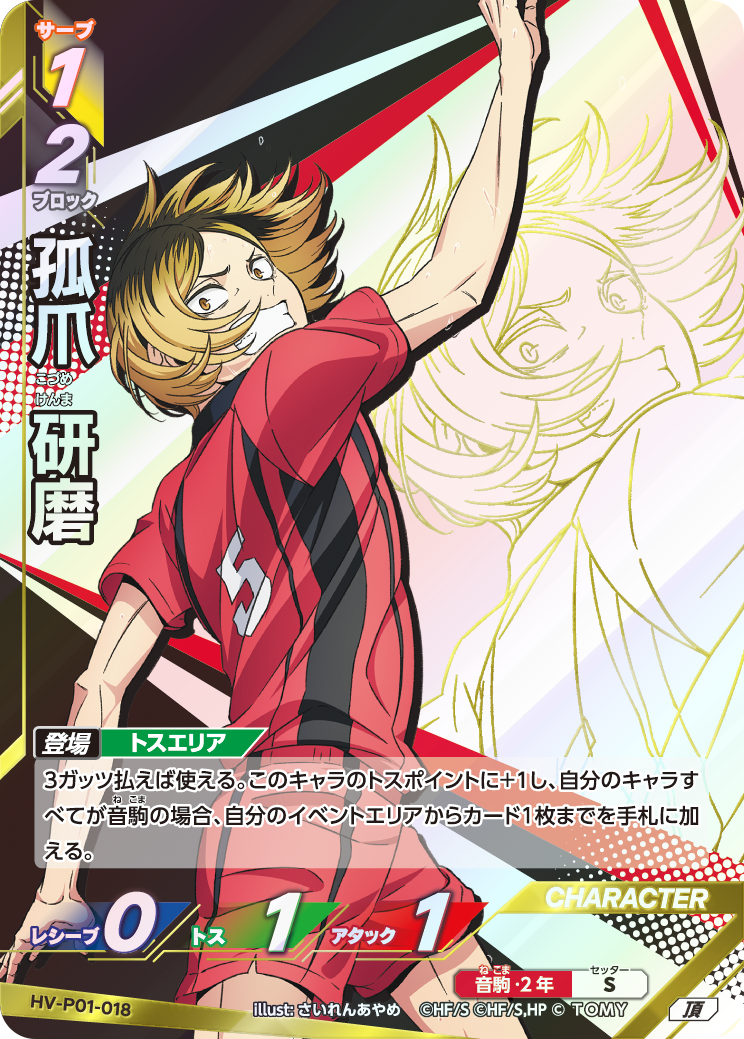 サーブ
1
2
ブロック
孤爪
こづめ
けんま
研磨
5
登場 トスエリア
3ガッツ払えば使える。このキャラのトスポイントに+1し、自分のキャラす
ねこま
べてが音駒の場合、自分のイベントエリアからカード1枚までを手札に加
える。
CHARACTER
レシーブ 0 トス 1 アタック 1
ねこま セッター
音駒・2年 S
HV-P01-018 illust: さいれんあやめ ©HF/S ©HF/S,HP © TOMY 頂